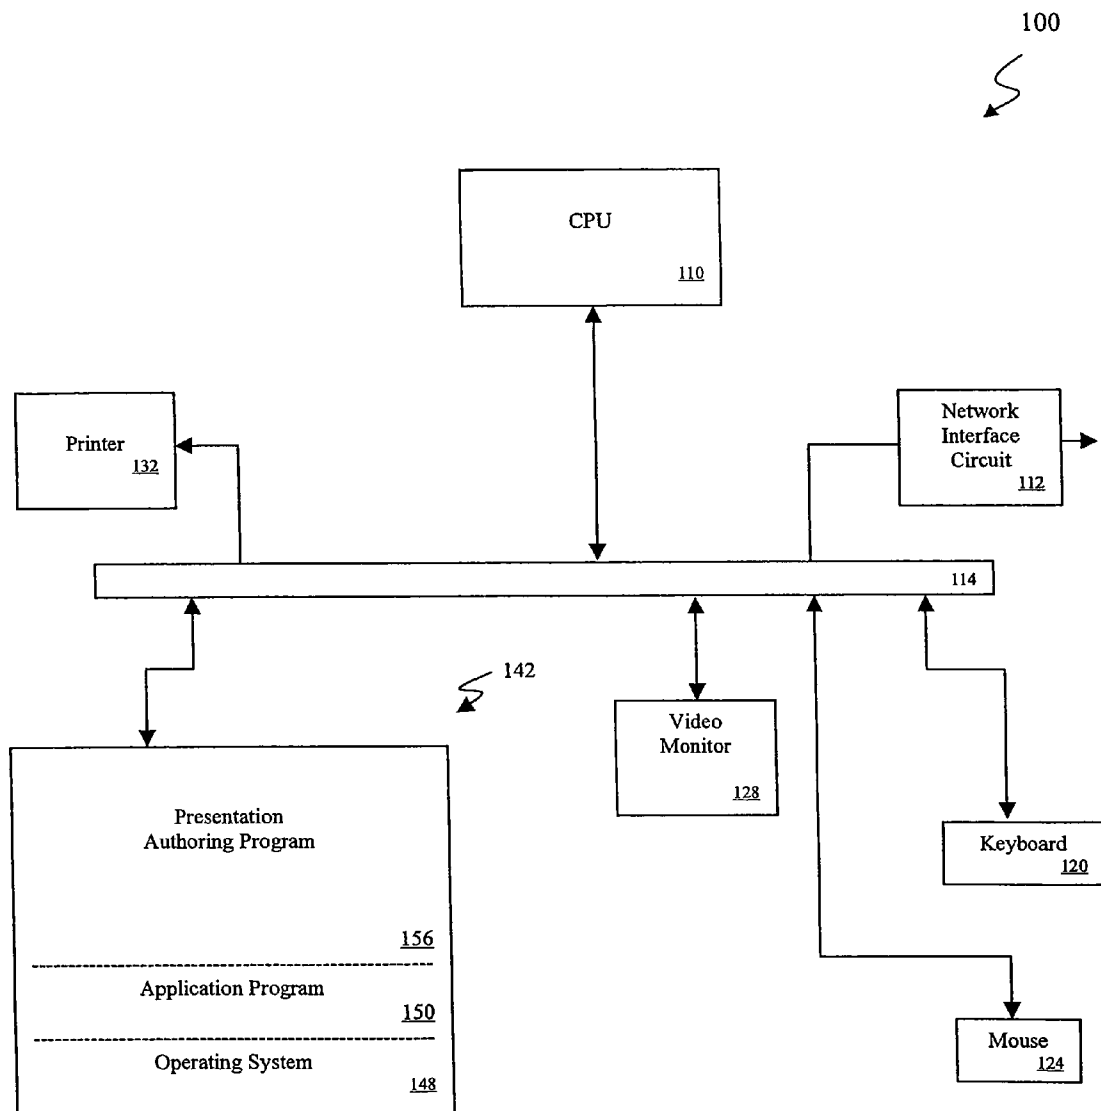 100
CPU
110
Printer
132
Network
Interface
Circuit
112
114
142
Video
Monitor
128
Presentation
Authoring Program
156
Keyboard
120
Application Program
150
Operating System
148
Mouse
124